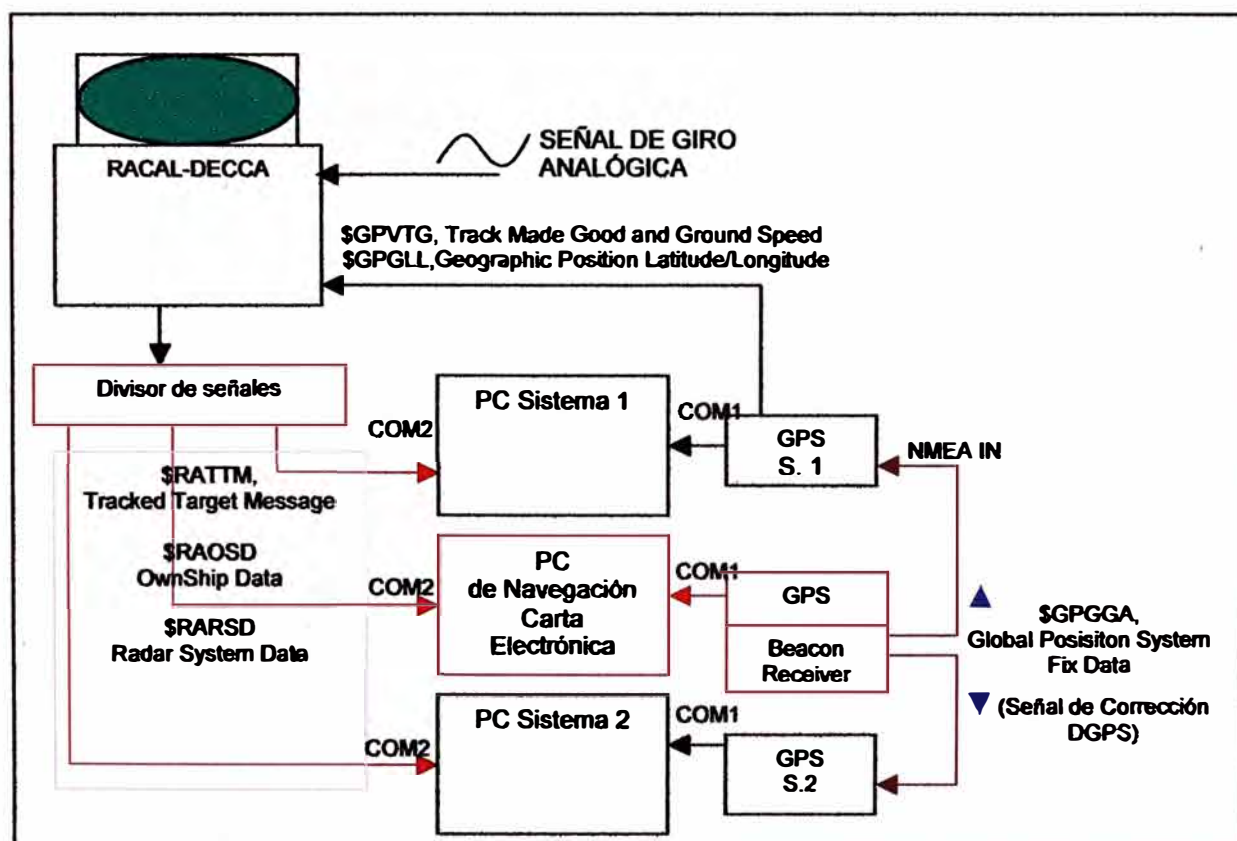 RACAL-DECCA
SEÑAL DE GIRO
ANALÓGICA
$GPVTG, Track Made Good and Ground Speed
$GPGLL,Geographic Position Latitude/Longitude
Divisor de señales
PC Sistema 1
COM2
COM1
GPS
S. 1
NMEA IN
$RATTM,
Tracked Target Message
$RAOSD
OwnShip Data
$RARSD
Radar System Data
COM2
PC
de Navegación
Carta
Electrónica
COM1
GPS
Beacon
Receiver
$GPGGA,
Global Posisiton System
Fix Data
(Señal de Corrección
DGPS)
PC Sistema 2
COM2
COM1
GPS
S.2